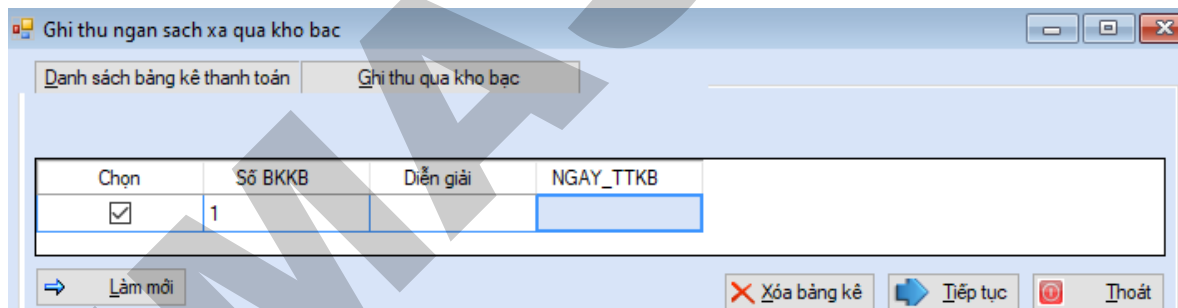 Ghi thu ngan sach xa qua kho bac
Danh sách bảng kê thanh toán Ghi thu qua kho bạc
Chọn Số BKKB Diễn giải NGAY_TTKB
1
Làm mới Xóa bảng kê Tiếp tục Thoát